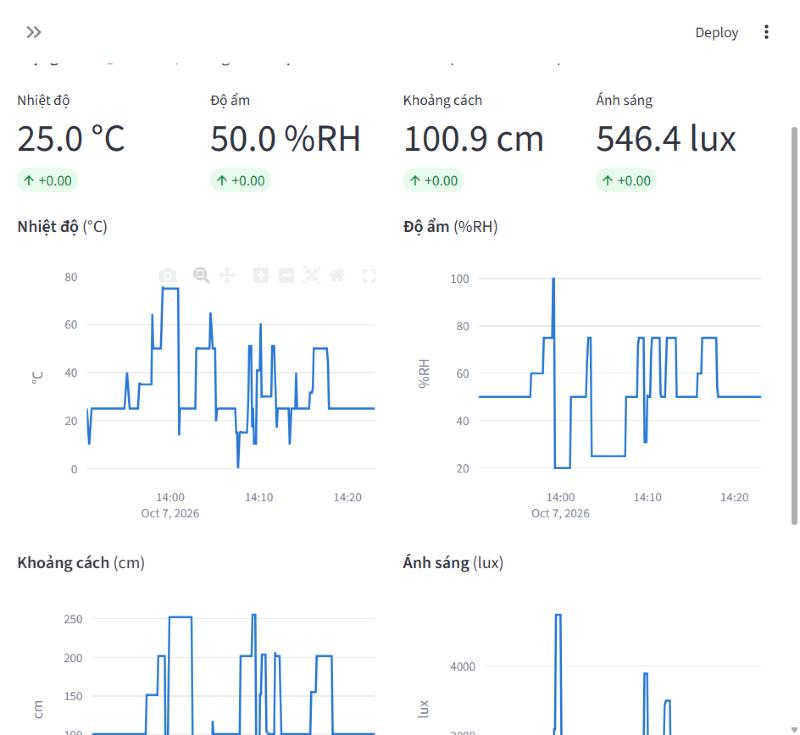 Deploy
Nhiệt độ
Độ ẩm
Khoảng cách
Ánh sáng
25.0 °C
50.0 %RH
100.9 cm
546.4 lux
+0.00
+0.00
+0.00
+0.00
Nhiệt độ (°C)
Độ ẩm (%RH)
80
60
40
20
0
°C
14:00
14:10
14:20
Oct 7, 2026
100
80
60
40
20
%RH
14:00
14:10
14:20
Oct 7, 2026
Khoảng cách (cm)
Ánh sáng (lux)
250
200
150
100
cm
4000
lux